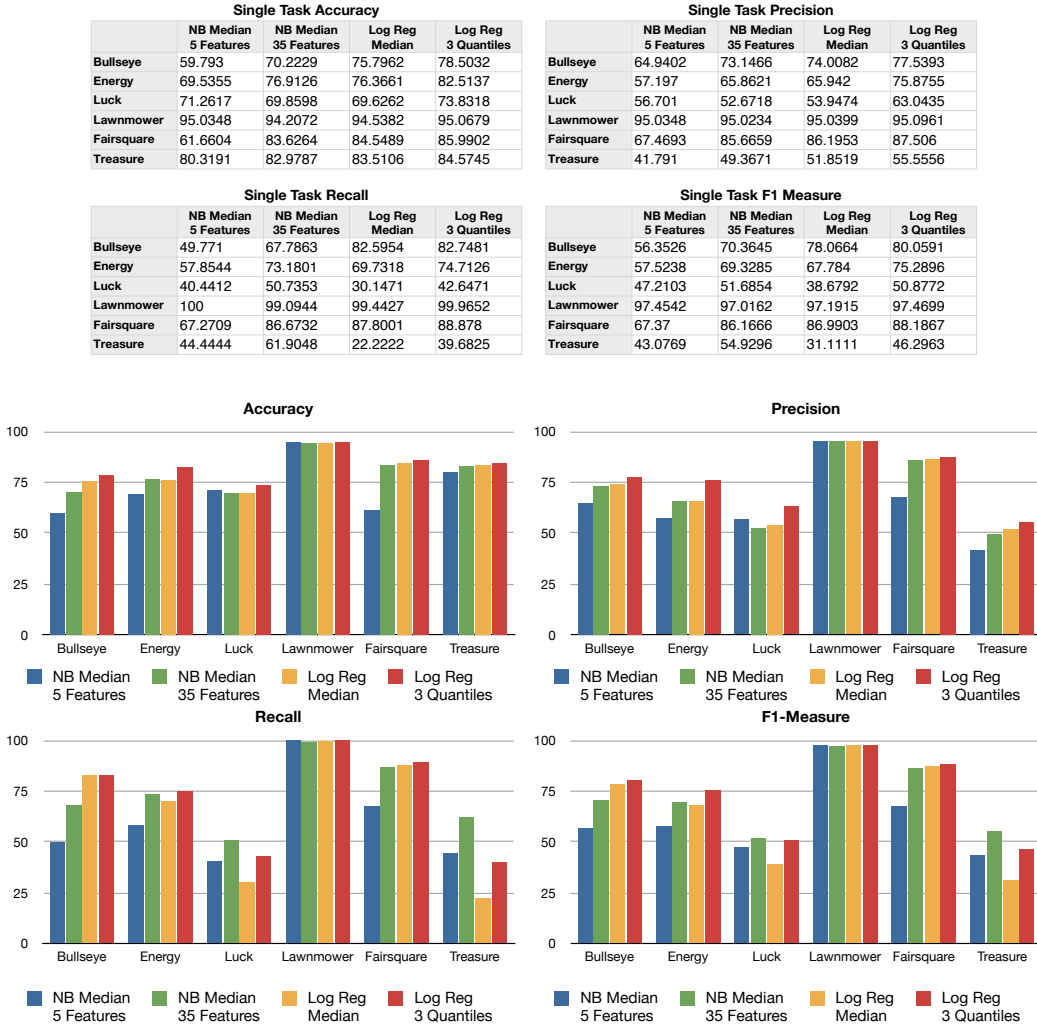 Single Task Accuracy
NB Median 5 Features NB Median 35 Features Log Reg Median Log Reg 3 Quantiles
Bullseye 59.793 70.2229 75.7962 78.5032
Energy 69.5355 76.9126 76.3661 82.5137
Luck 71.2617 69.8598 69.6262 73.8318
Lawnmower 95.0348 94.2072 94.5382 95.0679
Fairsquare 61.6604 83.6264 84.5489 85.9902
Treasure 80.3191 82.9787 83.5106 84.5745
Single Task Precision
NB Median 5 Features NB Median 35 Features Log Reg Median Log Reg 3 Quantiles
Bullseye 64.9402 73.1466 74.0082 77.5393
Energy 57.197 65.8621 65.942 75.8755
Luck 56.701 52.6718 53.9474 63.0435
Lawnmower 95.0348 95.0234 95.0399 95.0961
Fairsquare 67.4693 85.6659 86.1953 87.506
Treasure 41.791 49.3671 51.8519 55.5556
Single Task Recall
NB Median 5 Features NB Median 35 Features Log Reg Median Log Reg 3 Quantiles
Bullseye 49.771 67.7863 82.5954 82.7481
Energy 57.8544 73.1801 69.7318 74.7126
Luck 40.4412 50.7353 30.1471 42.6471
Lawnmower 100 99.0944 99.4427 99.9652
Fairsquare 67.2709 86.6732 87.8001 88.878
Treasure 44.4444 61.9048 22.2222 39.6825
Single Task F1 Measure
NB Median 5 Features NB Median 35 Features Log Reg Median Log Reg 3 Quantiles
Bullseye 56.3526 70.3645 78.0664 80.0591
Energy 57.5238 69.3285 67.784 75.2896
Luck 47.2103 51.6854 38.6792 50.8772
Lawnmower 97.4542 97.0162 97.1915 97.4699
Fairsquare 67.37 86.1666 86.9903 88.1867
Treasure 43.0769 54.9296 31.1111 46.2963
Accuracy
100
75
50
25
0
Bullseye Energy Luck Lawnmower Fairsquare Treasure
NB Median NB Median Log Reg Log Reg
5 Features 35 Features Median 3 Quantiles
Precision
100
75
50
25
0
Bullseye Energy Luck Lawnmower Fairsquare Treasure
NB Median NB Median Log Reg Log Reg
5 Features 35 Features Median 3 Quantiles
Recall
100
75
50
25
0
Bullseye Energy Luck Lawnmower Fairsquare Treasure
NB Median NB Median Log Reg Log Reg
5 Features 35 Features Median 3 Quantiles
F1-Measure
100
75
50
25
0
Bullseye Energy Luck Lawnmower Fairsquare Treasure
NB Median NB Median Log Reg Log Reg
5 Features 35 Features Median 3 Quantiles